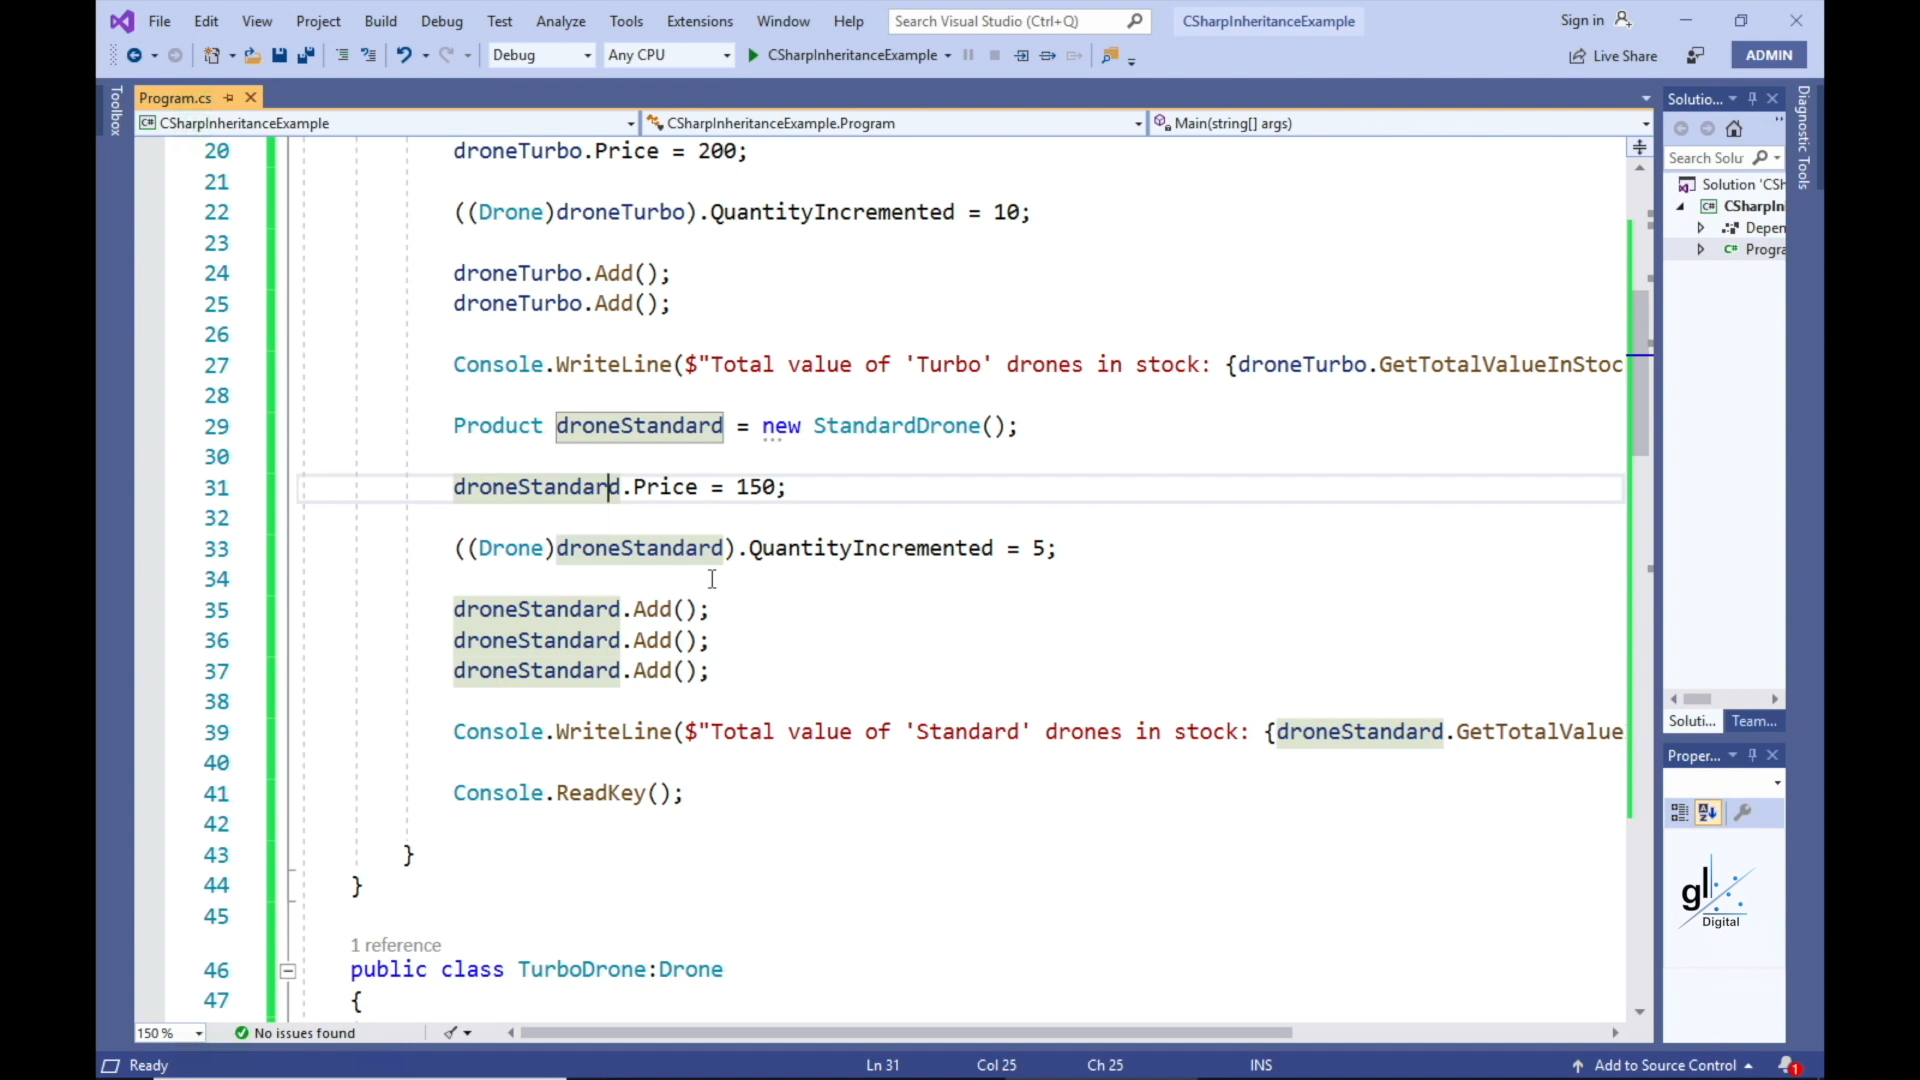 File Edit View Project Build Debug Test Analyze Tools Extensions Window Help Search Visual Studio (Ctrl+Q) CSharpInheritanceExample Sign in
Debug Any CPU CSharpInheritanceExample Live Share ADMIN
Toolbox
Program.cs
CSharpInheritanceExample CSharpInheritanceExample.Program Main(string[] args)
20 droneTurbo.Price = 200;
21
22 ((Drone)droneTurbo).QuantityIncremented = 10;
23
24 droneTurbo.Add();
25 droneTurbo.Add();
26
27 Console.WriteLine($"Total value of 'Turbo' drones in stock: {droneTurbo.GetTotalValueInStoc
28
29 Product droneStandard = new StandardDrone();
30
31 droneStandard.Price = 150;
32
33 ((Drone)droneStandard).QuantityIncremented = 5;
34
35 droneStandard.Add();
36 droneStandard.Add();
37 droneStandard.Add();
38
39 Console.WriteLine($"Total value of 'Standard' drones in stock: {droneStandard.GetTotalValue
40
41 Console.ReadKey();
42
43 }
44 }
45
1 reference
46 public class TurboDrone:Drone
47 {
150 % No issues found
Solutio...
Search Solu
Solution 'CSh
C# CSharpIn
Depen
C# Progra
Soluti... Team...
Proper...
gl
Digital
Diagnostic Tools
Ready Ln 31 Col 25 Ch 25 INS Add to Source Control 1